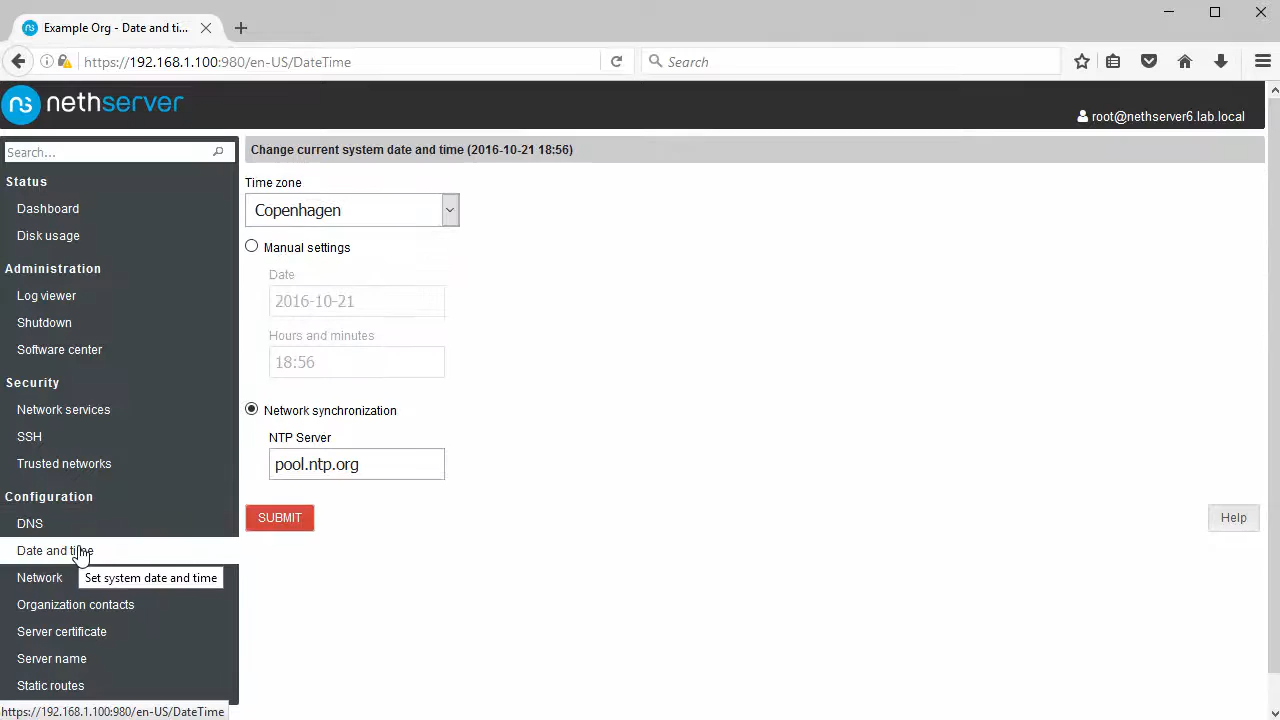 Example Org - Date and ti...
https://192.168.1.100:980/en-US/DateTime
Search
ns nethserver
root@nethserver6.lab.local
Search...
Status
Dashboard
Disk usage
Administration
Log viewer
Shutdown
Software center
Security
Network services
SSH
Trusted networks
Configuration
DNS
Date and time
Network
Set system date and time
Organization contacts
Server certificate
Server name
Static routes
https://192.168.1.100:980/en-US/DateTime
Change current system date and time (2016-10-21 18:56)
Time zone
Copenhagen
Manual settings
Date
2016-10-21
Hours and minutes
18:56
Network synchronization
NTP Server
pool.ntp.org
SUBMIT
Help